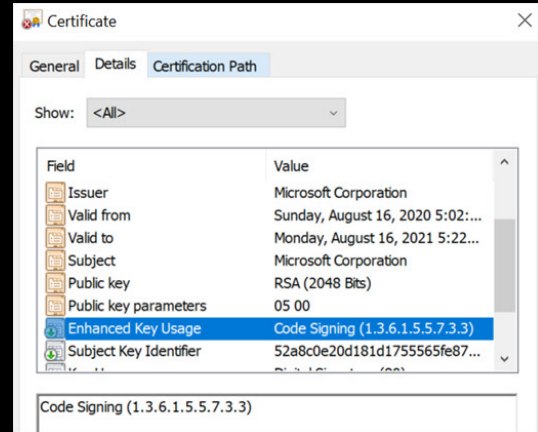 Certificate
General Details Certification Path
Show: <All>
Field Value
Issuer Microsoft Corporation
Valid from Sunday, August 16, 2020 5:02:...
Valid to Monday, August 16, 2021 5:22...
Subject Microsoft Corporation
Public key RSA (2048 Bits)
Public key parameters 05 00
Enhanced Key Usage Code Signing (1.3.6.1.5.5.7.3.3)
Subject Key Identifier 52a8c0e20d181d1755565fe87...
Code Signing (1.3.6.1.5.5.7.3.3)